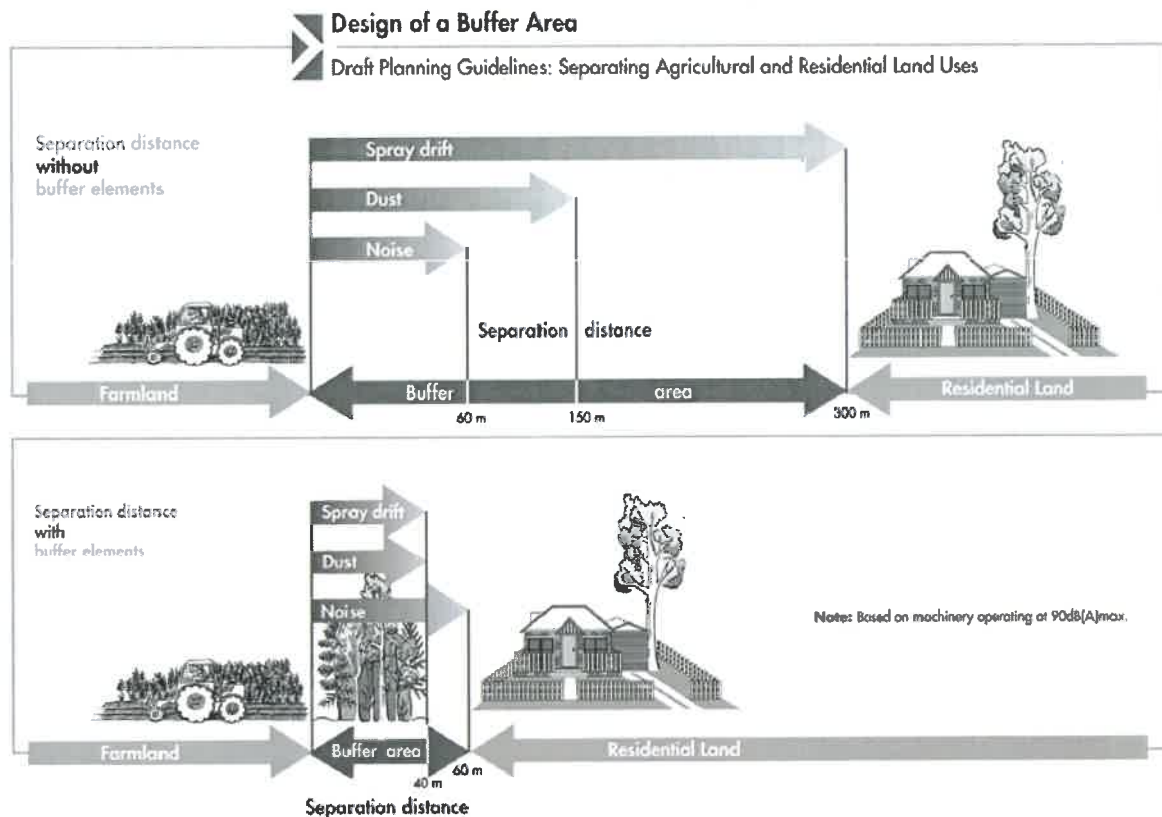 Design of a Buffer Area
Draft Planning Guidelines: Separating Agricultural and Residential Land Uses
Separation distance
without
buffer elements
Spray drift
Dust
Noise
Separation distance
Farmland
Buffer area
Residential Land
60 m
150 m
300 m
Separation distance
with
buffer elements
Spray drift
Dust
Noise
Note: Based on machinery operating at 90dB(A)max.
Farmland
Buffer area
Residential Land
40 m
60 m
Separation distance